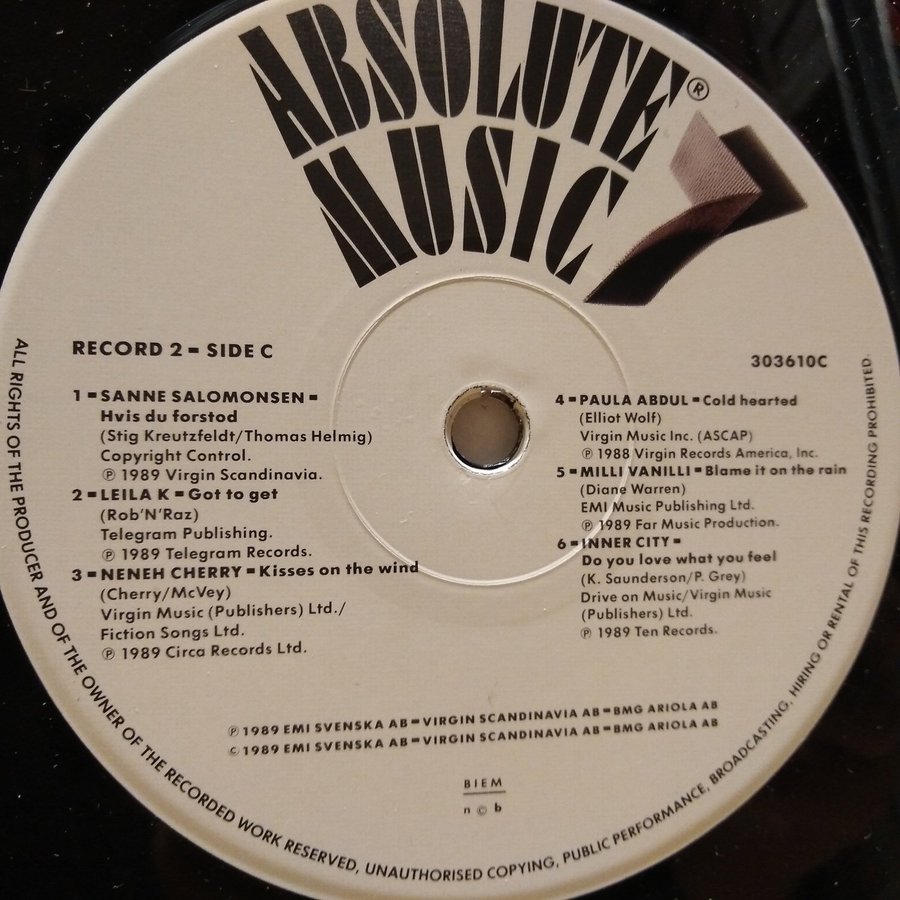 ABSOLUTE®
MUSIC 7
RECORD 2 - SIDE C
303610C
1 - SANNE SALOMONSEN -
Hvis du forstod
(Stig Kreutzfeldt/Thomas Helmig)
Copyright Control.
℗ 1989 Virgin Scandinavia.
2 - LEILA K - Got to get
(Rob'N'Raz)
Telegram Publishing.
℗ 1989 Telegram Records.
3 - NENEH CHERRY - Kisses on the wind
(Cherry/McVey)
Virgin Music (Publishers) Ltd./
Fiction Songs Ltd.
℗ 1989 Circa Records Ltd.
4 - PAULA ABDUL - Cold hearted
(Elliot Wolf)
Virgin Music Inc. (ASCAP)
℗ 1988 Virgin Records America, Inc.
5 - MILLI VANILLI - Blame it on the rain
(Diane Warren)
EMI Music Publishing Ltd.
℗ 1989 Far Music Production.
6 - INNER CITY -
Do you love what you feel
(K. Saunderson/P. Grey)
Drive on Music/Virgin Music
(Publishers) Ltd.
℗ 1989 Ten Records.
℗ 1989 EMI SVENSKA AB - VIRGIN SCANDINAVIA AB - BMG ARIOLA AB
© 1989 EMI SVENSKA AB - VIRGIN SCANDINAVIA AB - BMG ARIOLA AB
BIEM
n © b
ALL RIGHTS OF THE PRODUCER AND OF THE OWNER OF THE RECORDED WORK RESERVED, UNAUTHORISED COPYING, PUBLIC PERFORMANCE, BROADCASTING, HIRING OR RENTAL OF THIS RECORDING PROHIBITED.